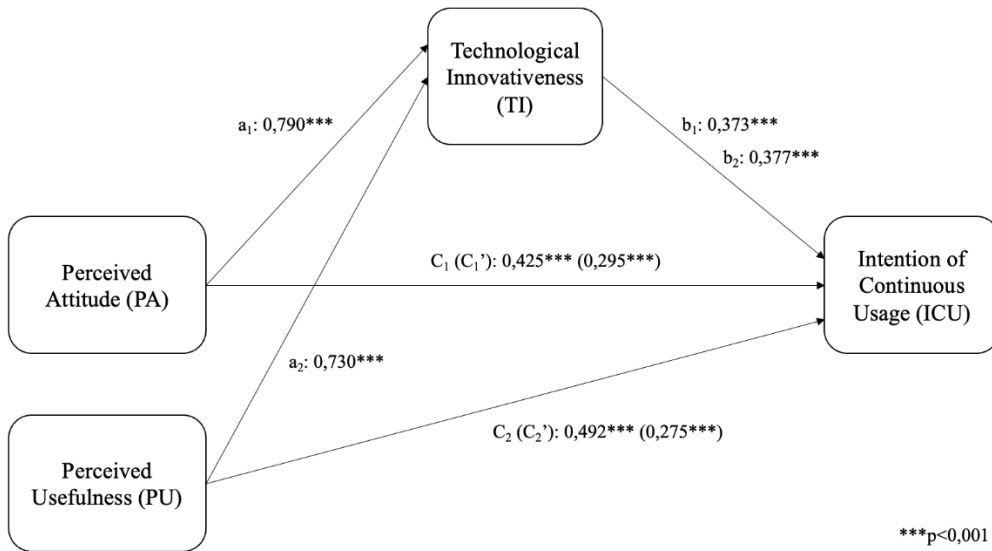 Technological
Innovativeness
(TI)
a₁: 0,790***
b₁: 0,373***
b₂: 0,377***
Perceived
Attitude (PA)
C₁ (C₁’): 0,425*** (0,295***)
Intention of
Continuous
Usage (ICU)
a₂: 0,730***
C₂ (C₂’): 0,492*** (0,275***)
Perceived
Usefulness (PU)
***p<0,001